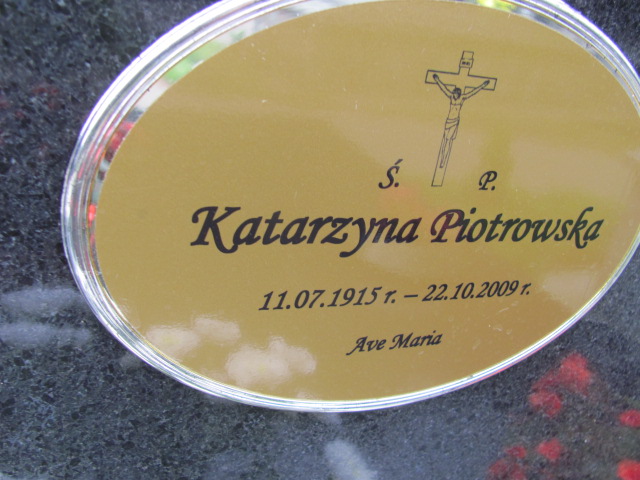 Ś. P.
Katarzyna Piotrowska
11.07.1915 r. – 22.10.2009 r.
Ave Maria